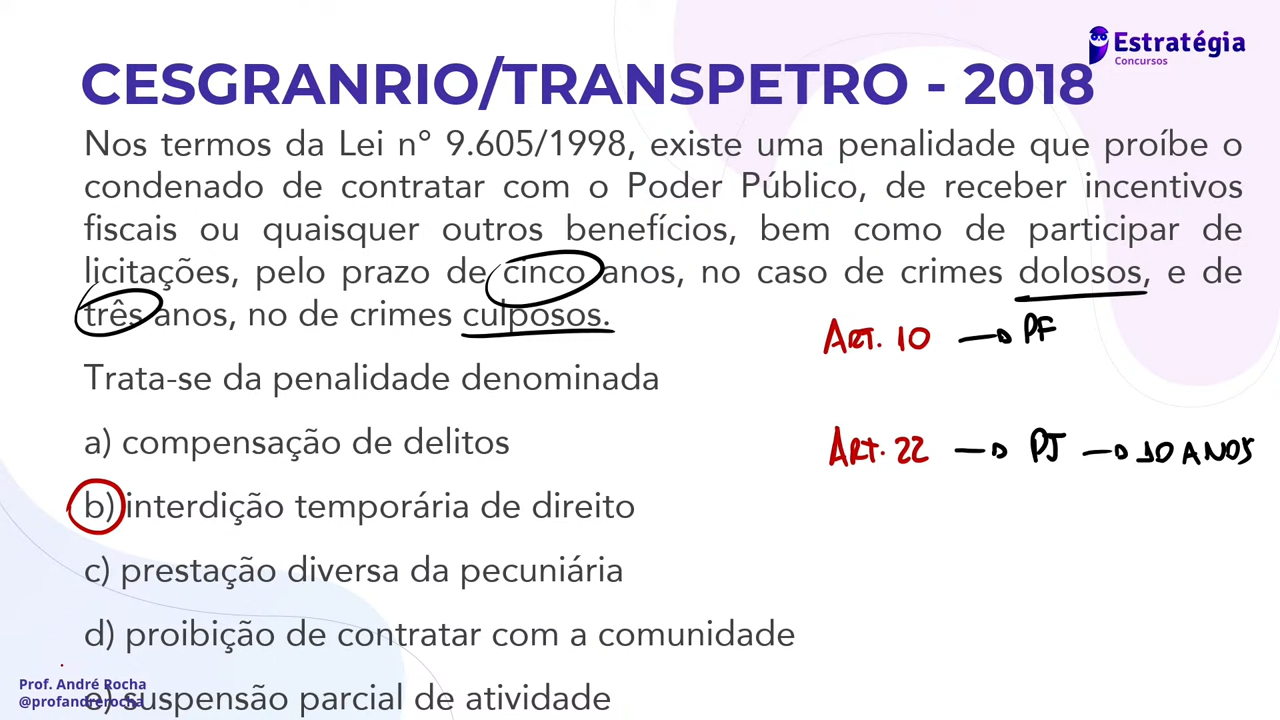 Estratégia
Concursos
CESGRANRIO/TRANSPETRO - 2018
Nos termos da Lei n° 9.605/1998, existe uma penalidade que proíbe o
condenado de contratar com o Poder Público, de receber incentivos
fiscais ou quaisquer outros benefícios, bem como de participar de
licitações, pelo prazo de cinco anos, no caso de crimes dolosos, e de
três anos, no de crimes culposos.
ART. 10 → PF
Trata-se da penalidade denominada
a) compensação de delitos
ART. 22 → PJ → 10 ANOS
b) interdição temporária de direito
c) prestação diversa da pecuniária
d) proibição de contratar com a comunidade
e) suspensão parcial de atividade
Prof. André Rocha
@profandrerocha